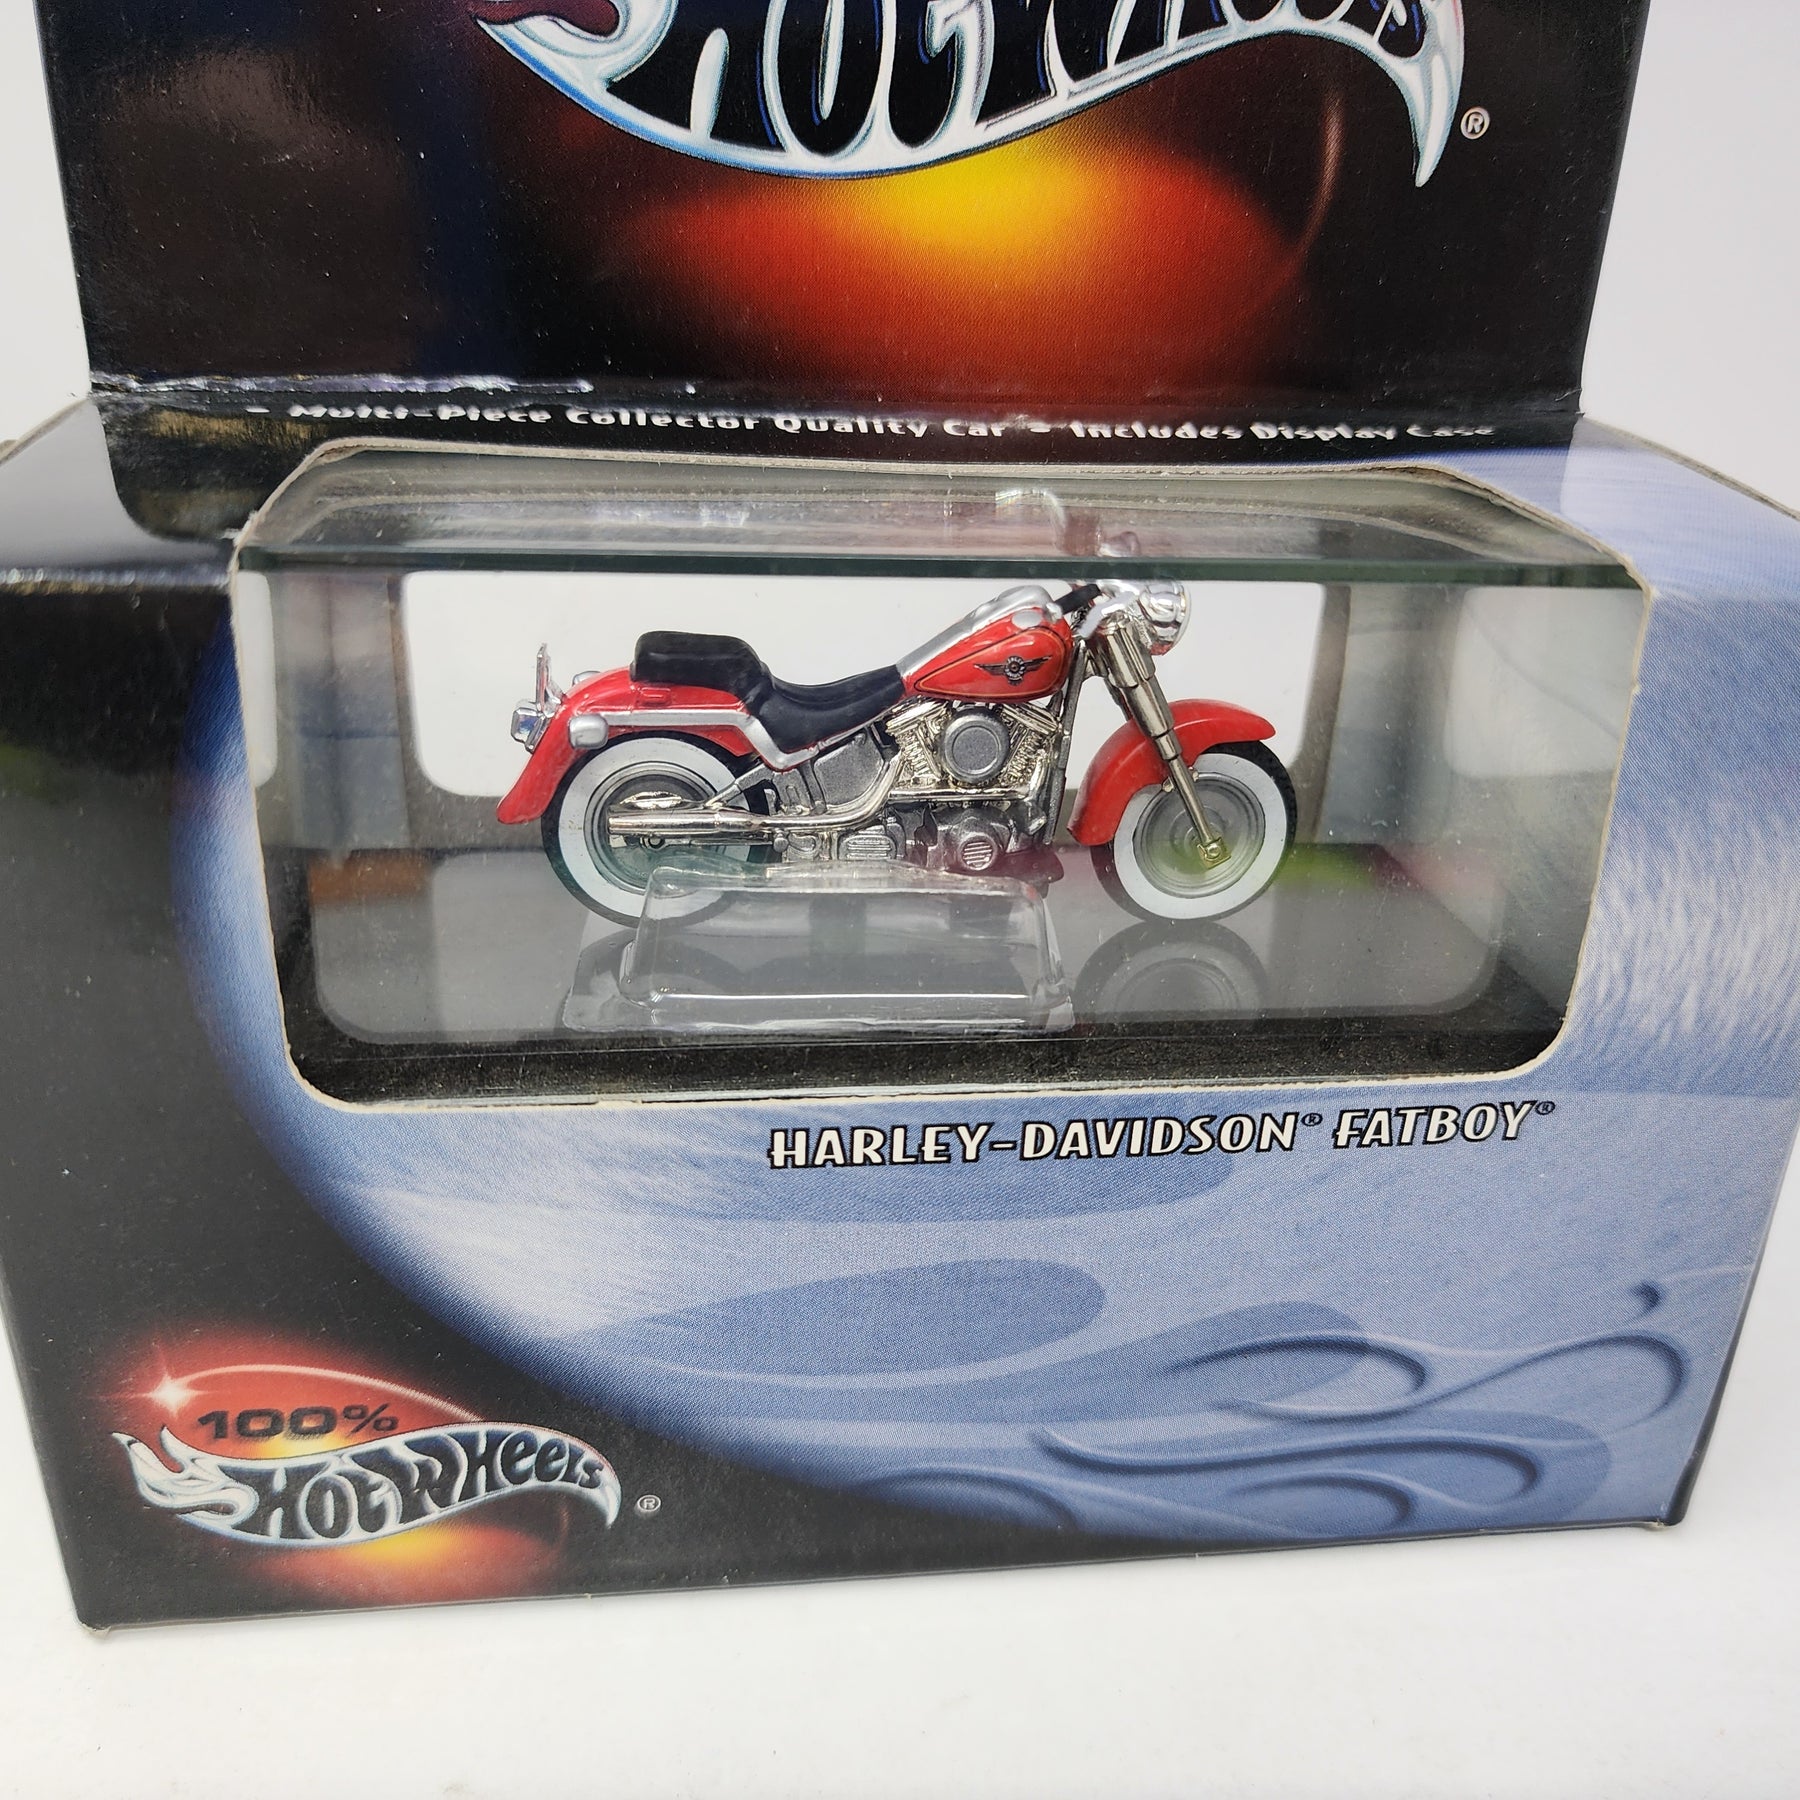 HOT WHEELS ®
- Multi-Piece Collector Quality Car - Includes Display Case
HARLEY-DAVIDSON® FATBOY®
100%
HOT WHEELS ®